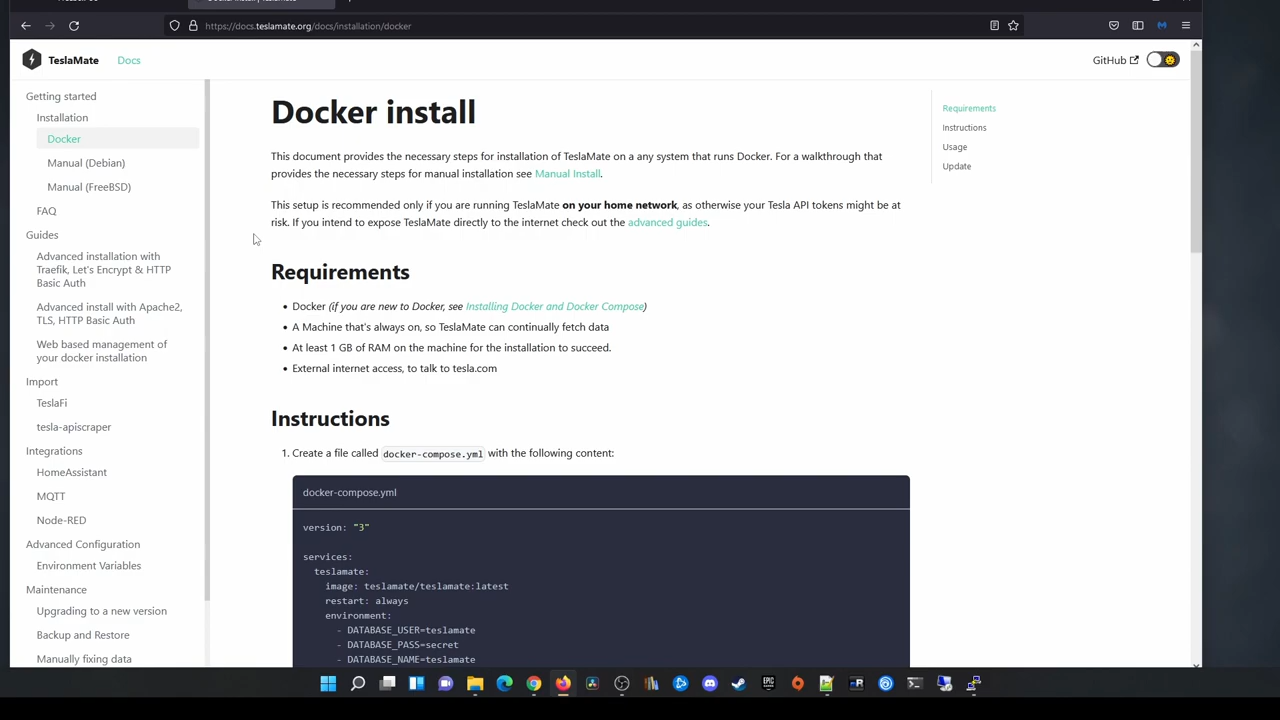 https://docs.teslamate.org/docs/installation/docker
TeslaMate
Docs
GitHub
Getting started
Installation
Docker
Manual (Debian)
Manual (FreeBSD)
FAQ
Guides
Advanced installation with
Traefik, Let's Encrypt & HTTP
Basic Auth
Advanced install with Apache2,
TLS, HTTP Basic Auth
Web based management of
your docker installation
Import
TeslaFi
tesla-apiscraper
Integrations
HomeAssistant
MQTT
Node-RED
Advanced Configuration
Environment Variables
Maintenance
Upgrading to a new version
Backup and Restore
Manually fixing data
Docker install
This document provides the necessary steps for installation of TeslaMate on a any system that runs Docker. For a walkthrough that
provides the necessary steps for manual installation see Manual Install.
This setup is recommended only if you are running TeslaMate on your home network, as otherwise your Tesla API tokens might be at
risk. If you intend to expose TeslaMate directly to the internet check out the advanced guides.
Requirements
• Docker (if you are new to Docker, see Installing Docker and Docker Compose)
• A Machine that's always on, so TeslaMate can continually fetch data
• At least 1 GB of RAM on the machine for the installation to succeed.
• External internet access, to talk to tesla.com
Instructions
1. Create a file called docker-compose.yml with the following content:
docker-compose.yml
version: "3"
services:
teslamate:
image: teslamate/teslamate:latest
restart: always
environment:
- DATABASE_USER=teslamate
- DATABASE_PASS=secret
- DATABASE_NAME=teslamate
Requirements
Instructions
Usage
Update
EPIC